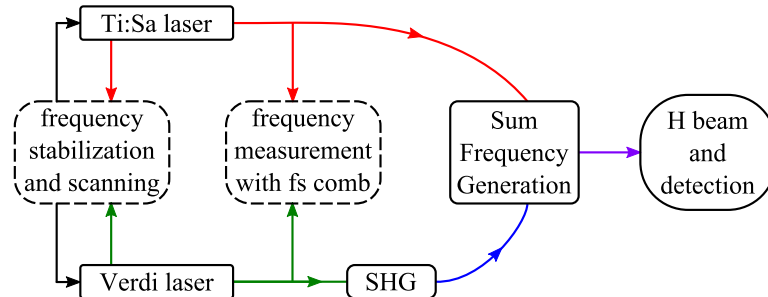 Ti:Sa laser
frequency
stabilization
and scanning
frequency
measurement
with fs comb
Sum
Frequency
Generation
H beam
and
detection
Verdi laser
SHG